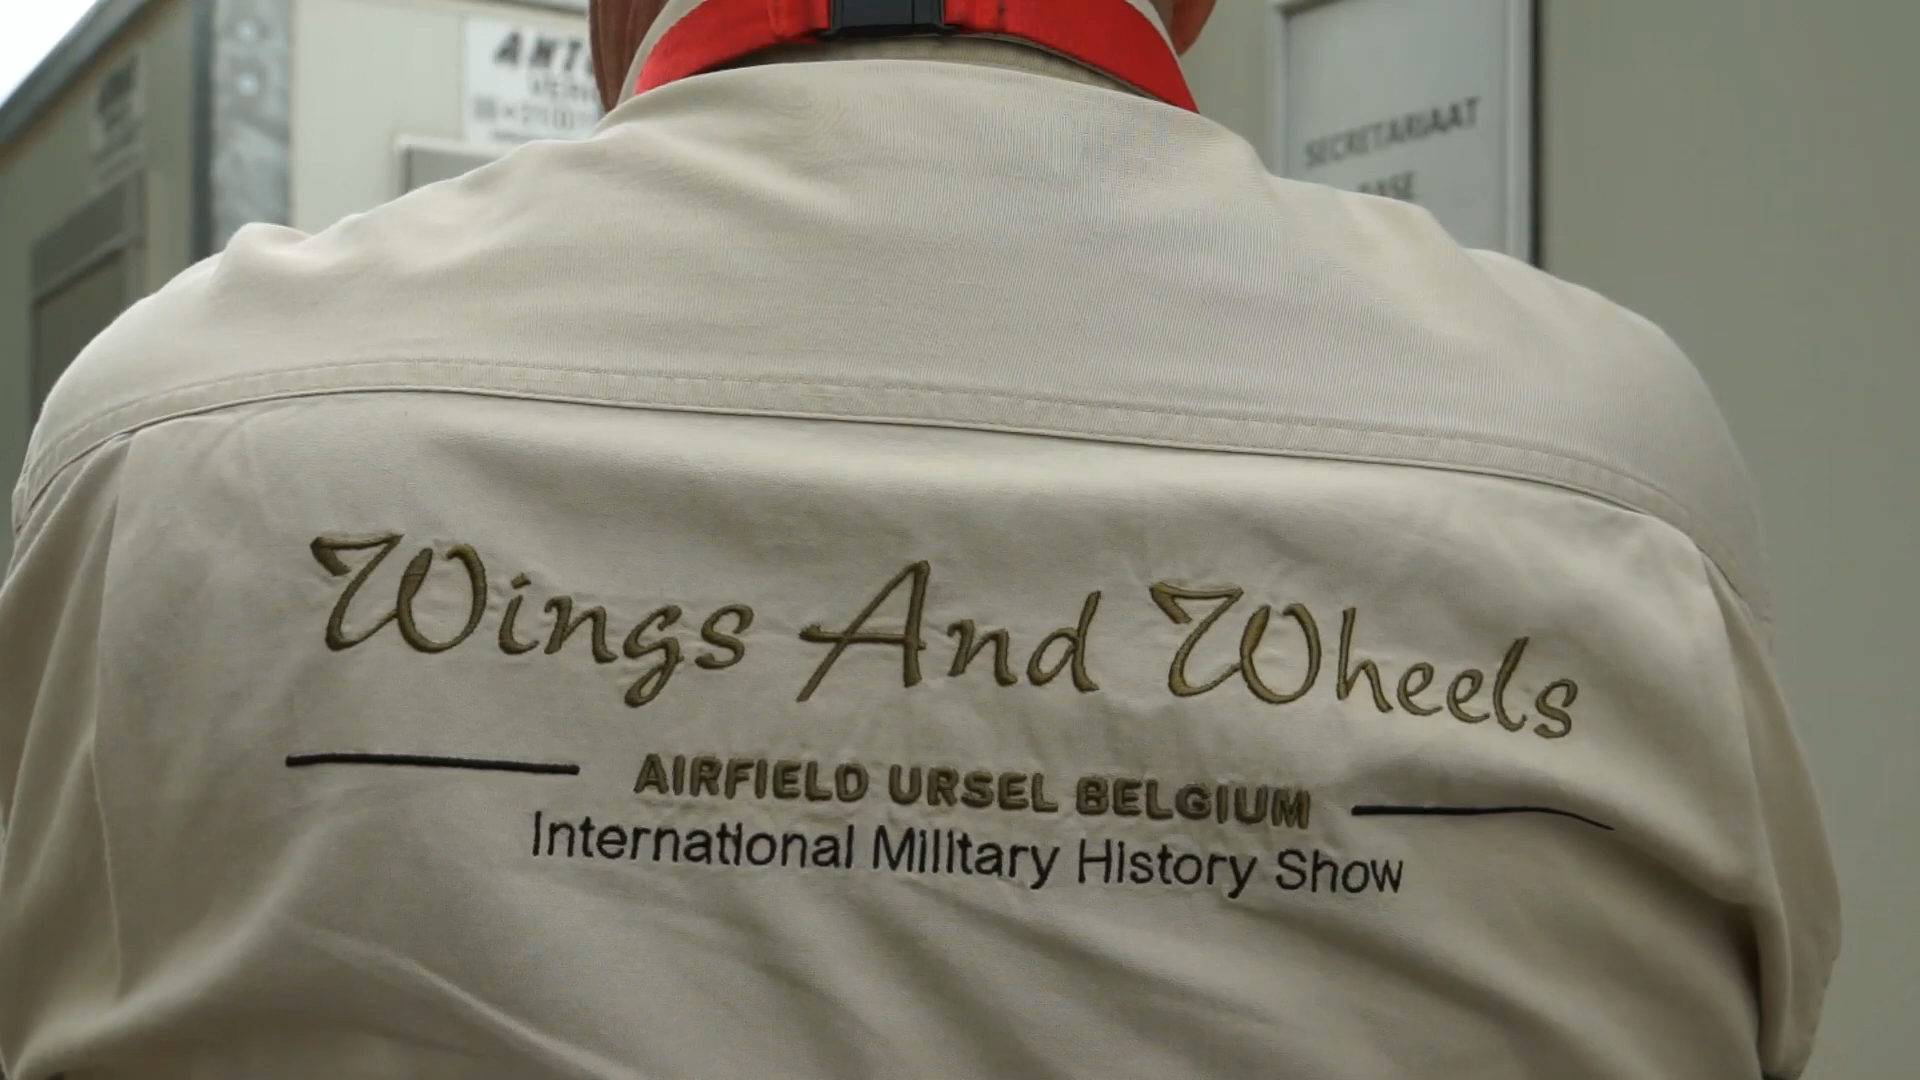 SECRETARIAAT
Wings And Wheels
AIRFIELD URSEL BELGIUM
International Military History Show